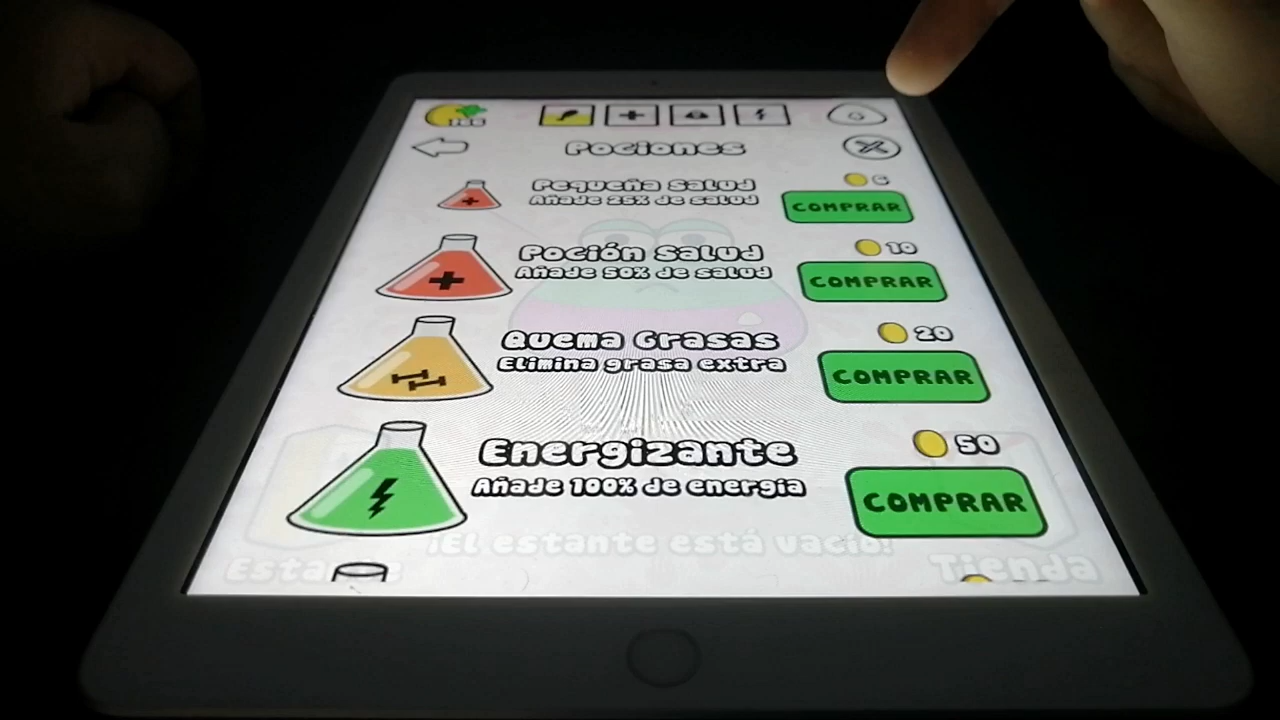 Pociones
Pequeña Salud
Añade 25% de salud
COMPRAR
Poción Salud
Añade 50% de salud
10
COMPRAR
Quema Grasas
Elimina grasa extra
20
COMPRAR
Energizante
Añade 100% de energía
50
COMPRAR
¡El estante está vacío!
Tienda